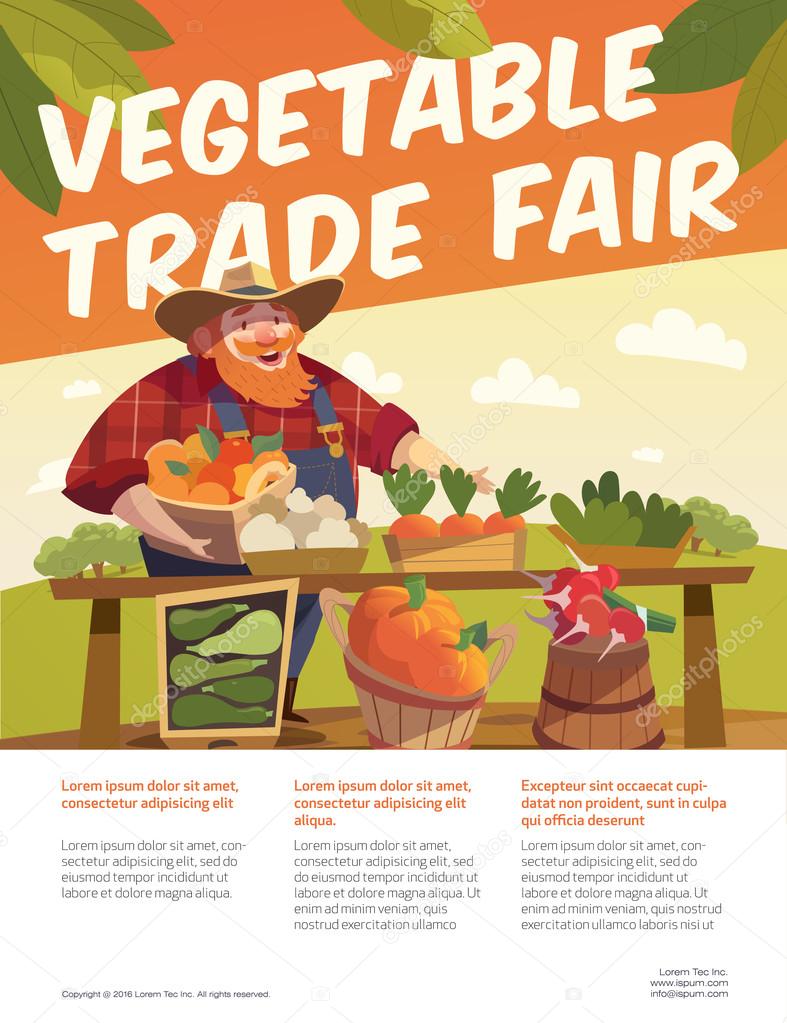 VEGETABLE
TRADE FAIR
Lorem ipsum dolor sit amet,
consectetur adipisicing elit
Lorem ipsum dolor sit amet, con-
sectetur adipisicing elit, sed do
eiusmod tempor incididunt ut
labore et dolore magna aliqua.
Lorem ipsum dolor sit amet,
consectetur adipisicing elit
aliqua.
Lorem ipsum dolor sit amet,
consectetur adipisicing elit, sed
do eiusmod tempor incididunt ut
labore et dolore magna aliqua. Ut
enim ad minim veniam, quis
nostrud exercitation ullamco
Excepteur sint occaecat cupi-
datat non proident, sunt in culpa
qui officia deserunt
Lorem ipsum dolor sit amet, con-
sectetur adipisicing elit, sed do
eiusmod tempor incididunt ut
labore et dolore magna aliqua. Ut
enim ad minim veniam, quis
nostrud exercitation ullamco laboris nisi ut
Copyright @ 2016 Lorem Tec Inc. All rights reserved.
Lorem Tec Inc.
www.ispum.com
info@ispum.com
depositphotos